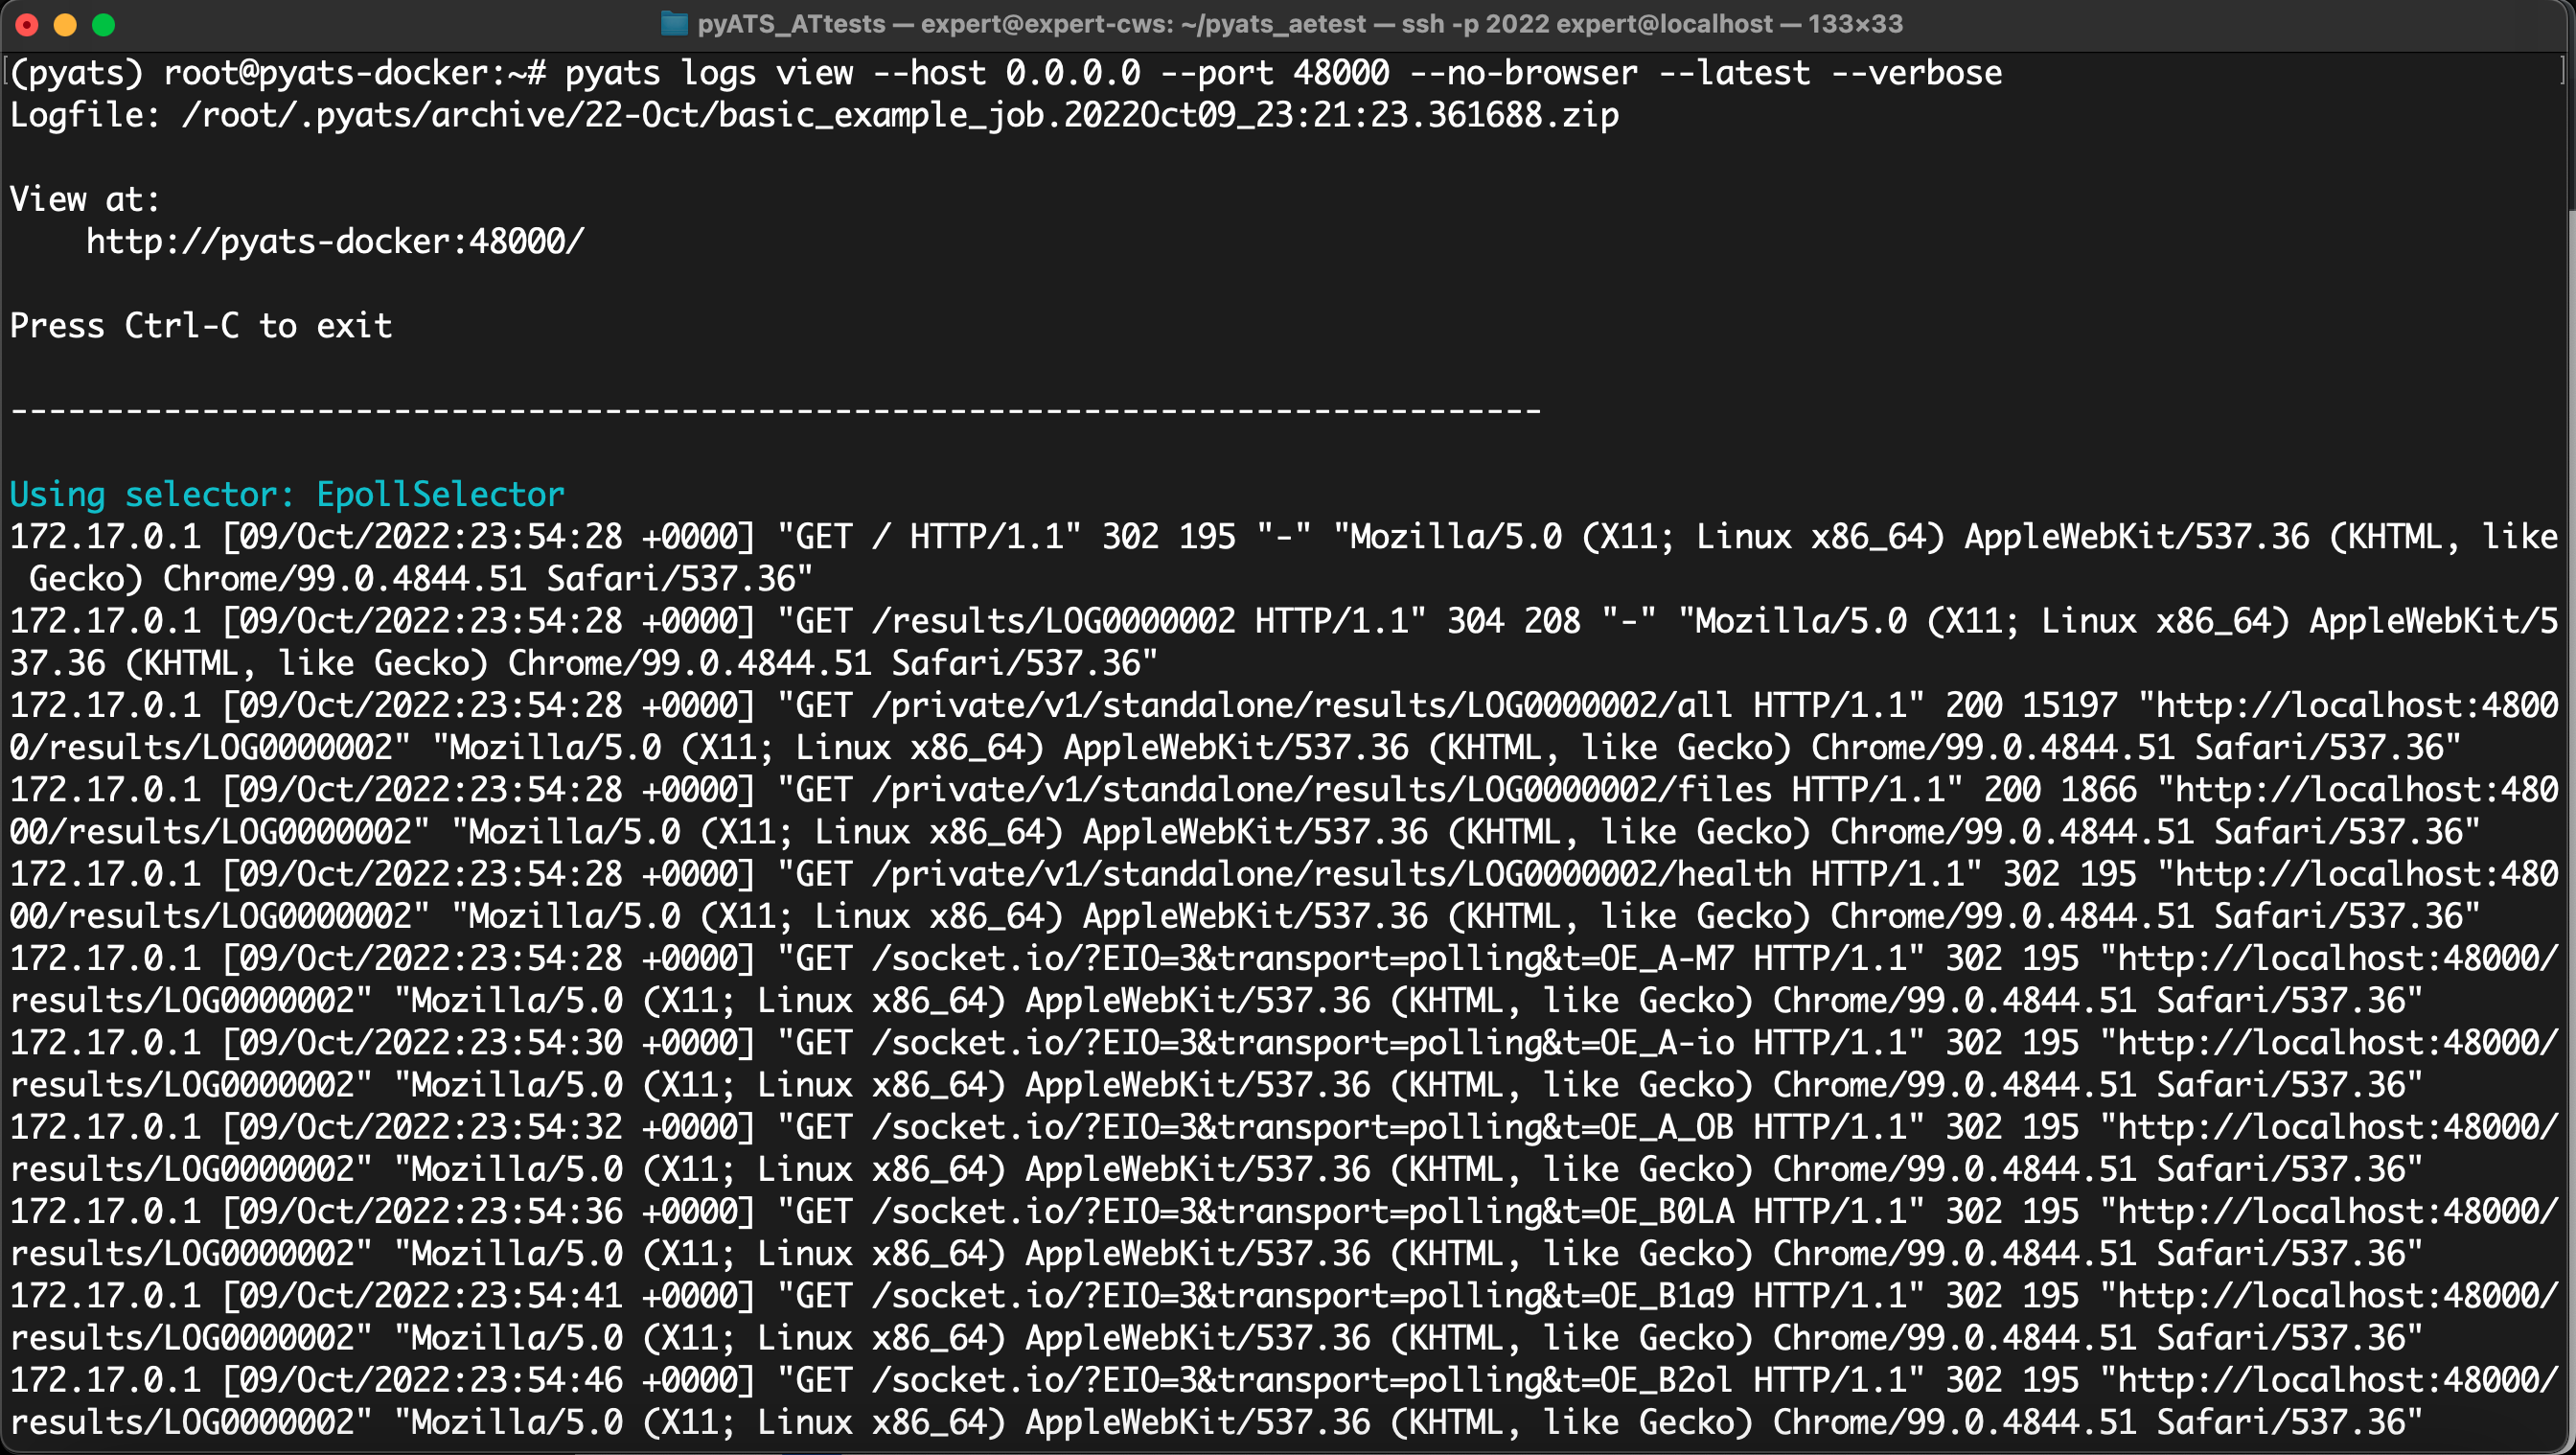 pyATS_ATtests — expert@expert-cws: ~/pyats_aetest — ssh -p 2022 expert@localhost — 133×33
[(pyats) root@pyats-docker:~# pyats logs view --host 0.0.0.0 --port 48000 --no-browser --latest --verbose ]
Logfile: /root/.pyats/archive/22-Oct/basic_example_job.2022Oct09_23:21:23.361688.zip
View at:
http://pyats-docker:48000/
Press Ctrl-C to exit
--------------------------------------------------------------------------------
Using selector: EpollSelector
172.17.0.1 [09/Oct/2022:23:54:28 +0000] "GET / HTTP/1.1" 302 195 "-" "Mozilla/5.0 (X11; Linux x86_64) AppleWebKit/537.36 (KHTML, like
Gecko) Chrome/99.0.4844.51 Safari/537.36"
172.17.0.1 [09/Oct/2022:23:54:28 +0000] "GET /results/LOG0000002 HTTP/1.1" 304 208 "-" "Mozilla/5.0 (X11; Linux x86_64) AppleWebKit/5
37.36 (KHTML, like Gecko) Chrome/99.0.4844.51 Safari/537.36"
172.17.0.1 [09/Oct/2022:23:54:28 +0000] "GET /private/v1/standalone/results/LOG0000002/all HTTP/1.1" 200 15197 "http://localhost:4800
0/results/LOG0000002" "Mozilla/5.0 (X11; Linux x86_64) AppleWebKit/537.36 (KHTML, like Gecko) Chrome/99.0.4844.51 Safari/537.36"
172.17.0.1 [09/Oct/2022:23:54:28 +0000] "GET /private/v1/standalone/results/LOG0000002/files HTTP/1.1" 200 1866 "http://localhost:480
00/results/LOG0000002" "Mozilla/5.0 (X11; Linux x86_64) AppleWebKit/537.36 (KHTML, like Gecko) Chrome/99.0.4844.51 Safari/537.36"
172.17.0.1 [09/Oct/2022:23:54:28 +0000] "GET /private/v1/standalone/results/LOG0000002/health HTTP/1.1" 302 195 "http://localhost:480
00/results/LOG0000002" "Mozilla/5.0 (X11; Linux x86_64) AppleWebKit/537.36 (KHTML, like Gecko) Chrome/99.0.4844.51 Safari/537.36"
172.17.0.1 [09/Oct/2022:23:54:28 +0000] "GET /socket.io/?EIO=3&transport=polling&t=OE_A-M7 HTTP/1.1" 302 195 "http://localhost:48000/
results/LOG0000002" "Mozilla/5.0 (X11; Linux x86_64) AppleWebKit/537.36 (KHTML, like Gecko) Chrome/99.0.4844.51 Safari/537.36"
172.17.0.1 [09/Oct/2022:23:54:30 +0000] "GET /socket.io/?EIO=3&transport=polling&t=OE_A-io HTTP/1.1" 302 195 "http://localhost:48000/
results/LOG0000002" "Mozilla/5.0 (X11; Linux x86_64) AppleWebKit/537.36 (KHTML, like Gecko) Chrome/99.0.4844.51 Safari/537.36"
172.17.0.1 [09/Oct/2022:23:54:32 +0000] "GET /socket.io/?EIO=3&transport=polling&t=OE_A_OB HTTP/1.1" 302 195 "http://localhost:48000/
results/LOG0000002" "Mozilla/5.0 (X11; Linux x86_64) AppleWebKit/537.36 (KHTML, like Gecko) Chrome/99.0.4844.51 Safari/537.36"
172.17.0.1 [09/Oct/2022:23:54:36 +0000] "GET /socket.io/?EIO=3&transport=polling&t=OE_B0LA HTTP/1.1" 302 195 "http://localhost:48000/
results/LOG0000002" "Mozilla/5.0 (X11; Linux x86_64) AppleWebKit/537.36 (KHTML, like Gecko) Chrome/99.0.4844.51 Safari/537.36"
172.17.0.1 [09/Oct/2022:23:54:41 +0000] "GET /socket.io/?EIO=3&transport=polling&t=OE_B1a9 HTTP/1.1" 302 195 "http://localhost:48000/
results/LOG0000002" "Mozilla/5.0 (X11; Linux x86_64) AppleWebKit/537.36 (KHTML, like Gecko) Chrome/99.0.4844.51 Safari/537.36"
172.17.0.1 [09/Oct/2022:23:54:46 +0000] "GET /socket.io/?EIO=3&transport=polling&t=OE_B2ol HTTP/1.1" 302 195 "http://localhost:48000/
results/LOG0000002" "Mozilla/5.0 (X11; Linux x86_64) AppleWebKit/537.36 (KHTML, like Gecko) Chrome/99.0.4844.51 Safari/537.36"